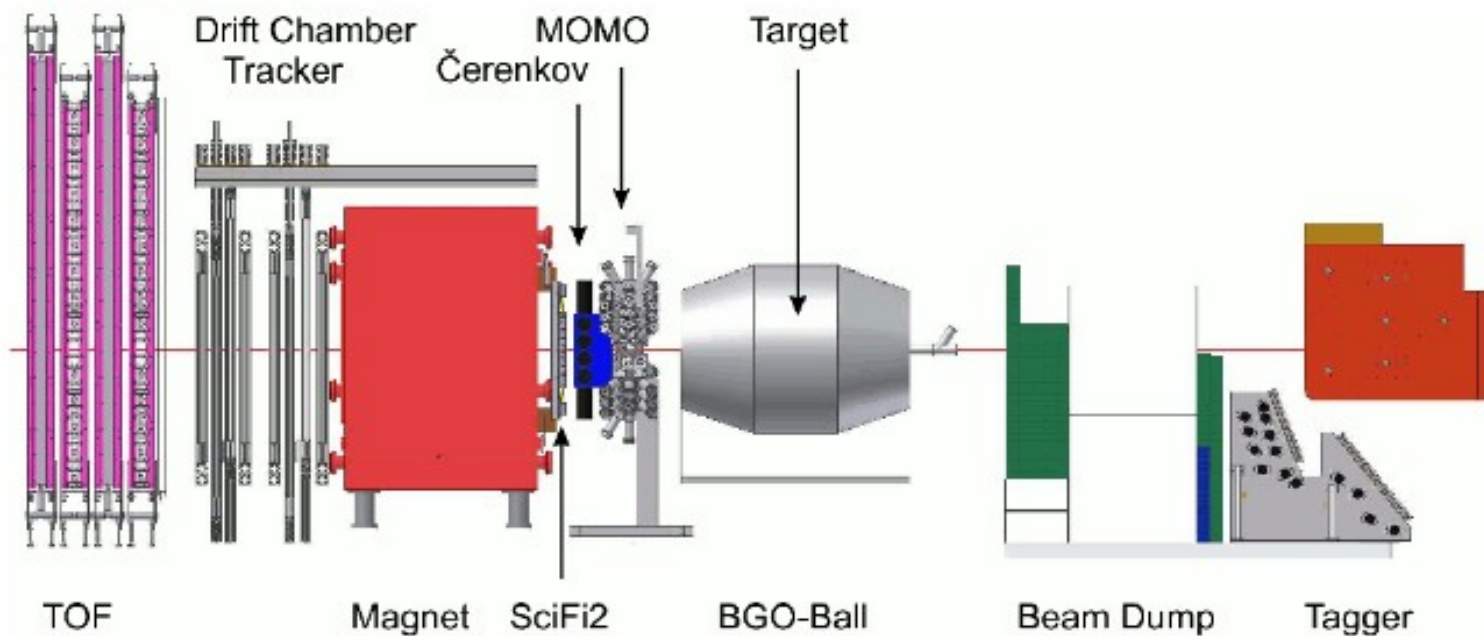 Drift Chamber MOMO Target
Tracker Čerenkov
TOF Magnet SciFi2 BGO-Ball Beam Dump Tagger